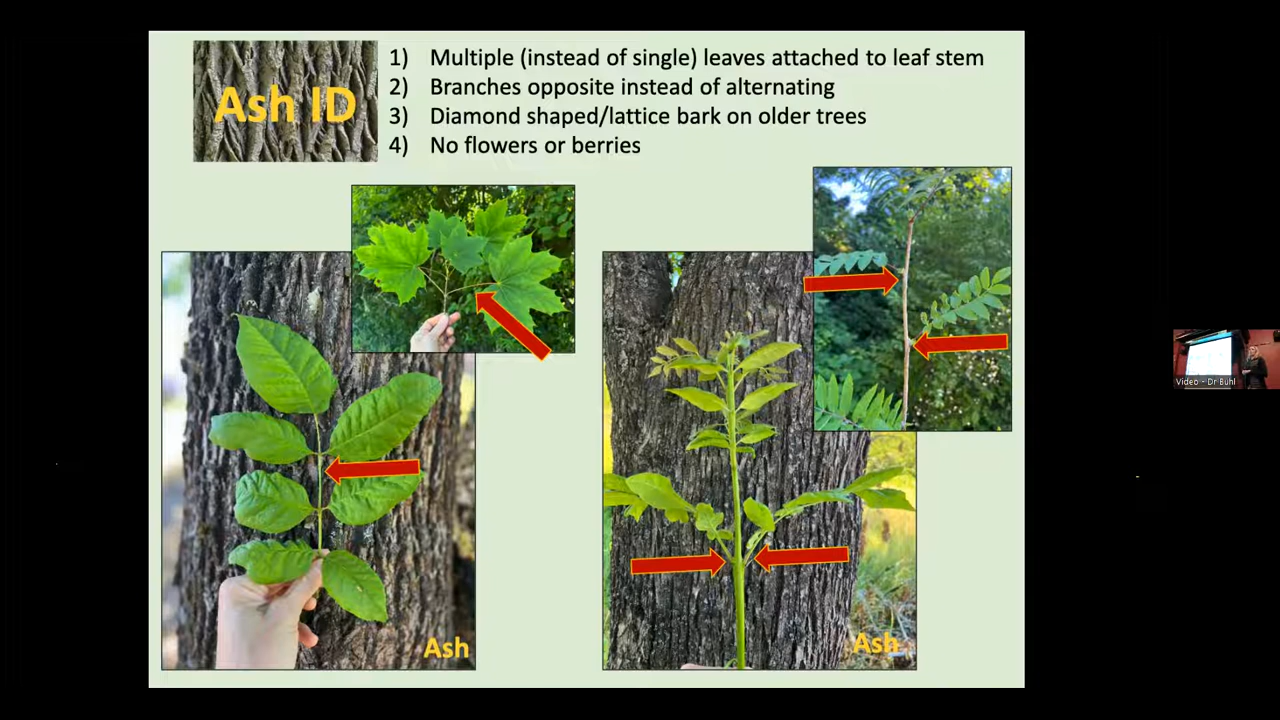 Ash ID
1) Multiple (instead of single) leaves attached to leaf stem
2) Branches opposite instead of alternating
3) Diamond shaped/lattice bark on older trees
4) No flowers or berries
Ash
Ash
Video - Dr Buhl